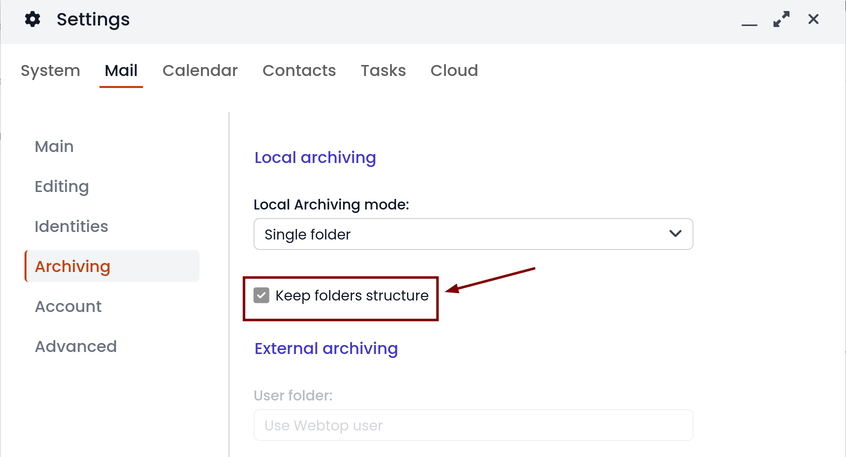 Settings
System Mail Calendar Contacts Tasks Cloud
Main
Editing
Identities
Archiving
Account
Advanced
Local archiving
Local Archiving mode:
Single folder
Keep folders structure
External archiving
User folder:
Use Webtop user